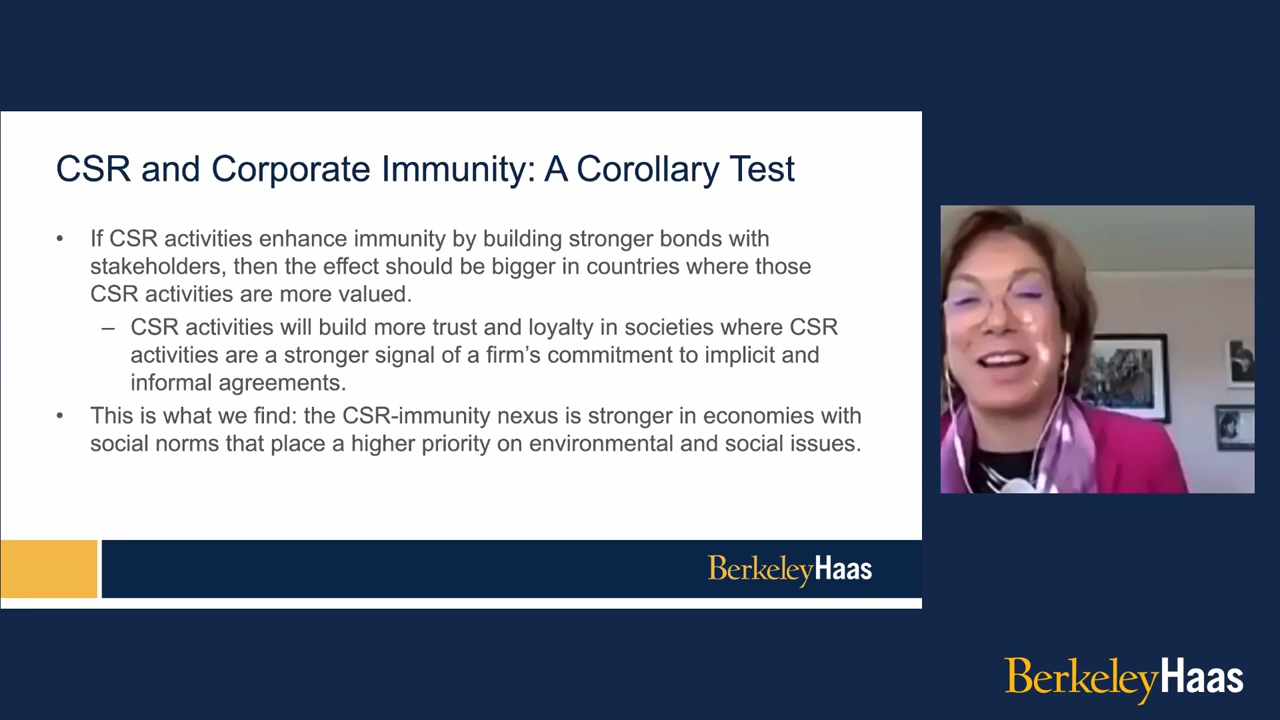 CSR and Corporate Immunity: A Corollary Test
• If CSR activities enhance immunity by building stronger bonds with
stakeholders, then the effect should be bigger in countries where those
CSR activities are more valued.
– CSR activities will build more trust and loyalty in societies where CSR
activities are a stronger signal of a firm's commitment to implicit and
informal agreements.
• This is what we find: the CSR-immunity nexus is stronger in economies with
social norms that place a higher priority on environmental and social issues.
BerkeleyHaas
BerkeleyHaas